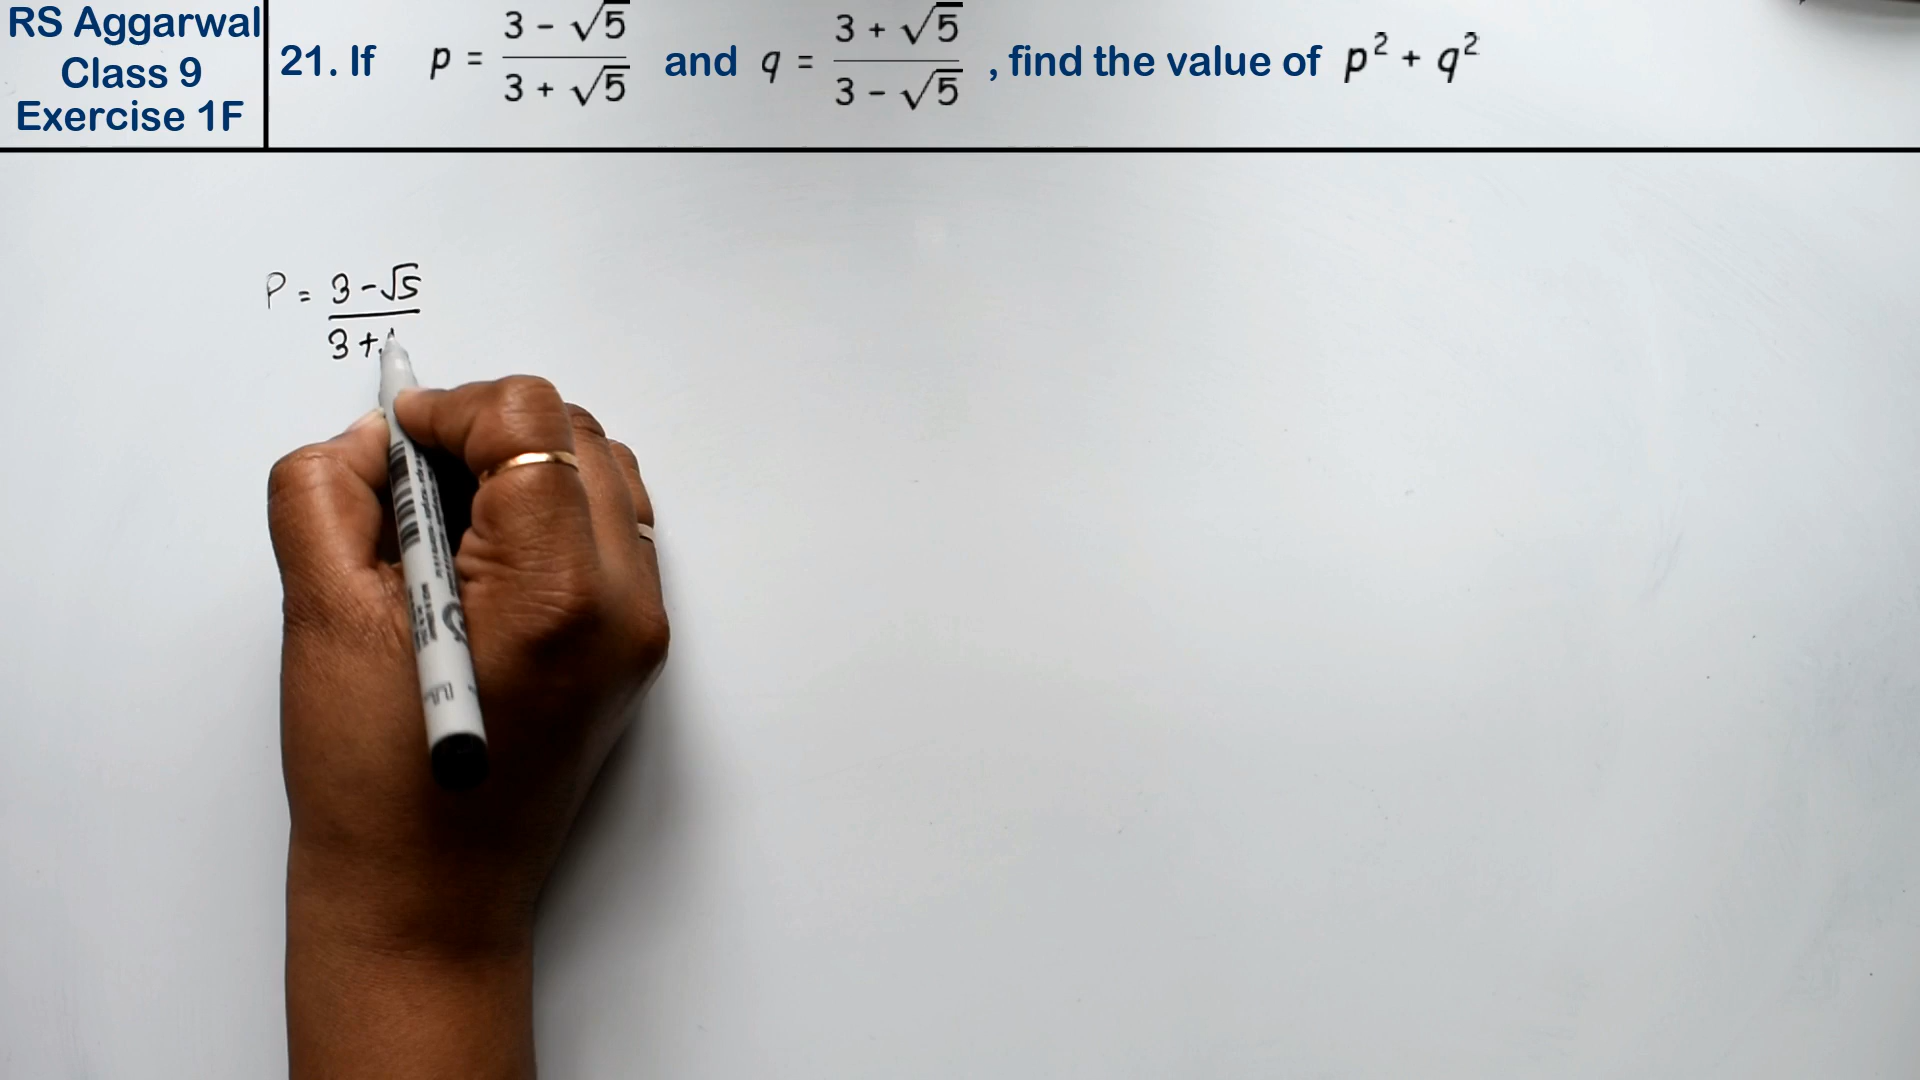 RS Aggarwal
Class 9
Exercise 1F
21. If p = (3 - √5)/(3 + √5) and q = (3 + √5)/(3 - √5) , find the value of p² + q²
P = 3 - √5
3 +